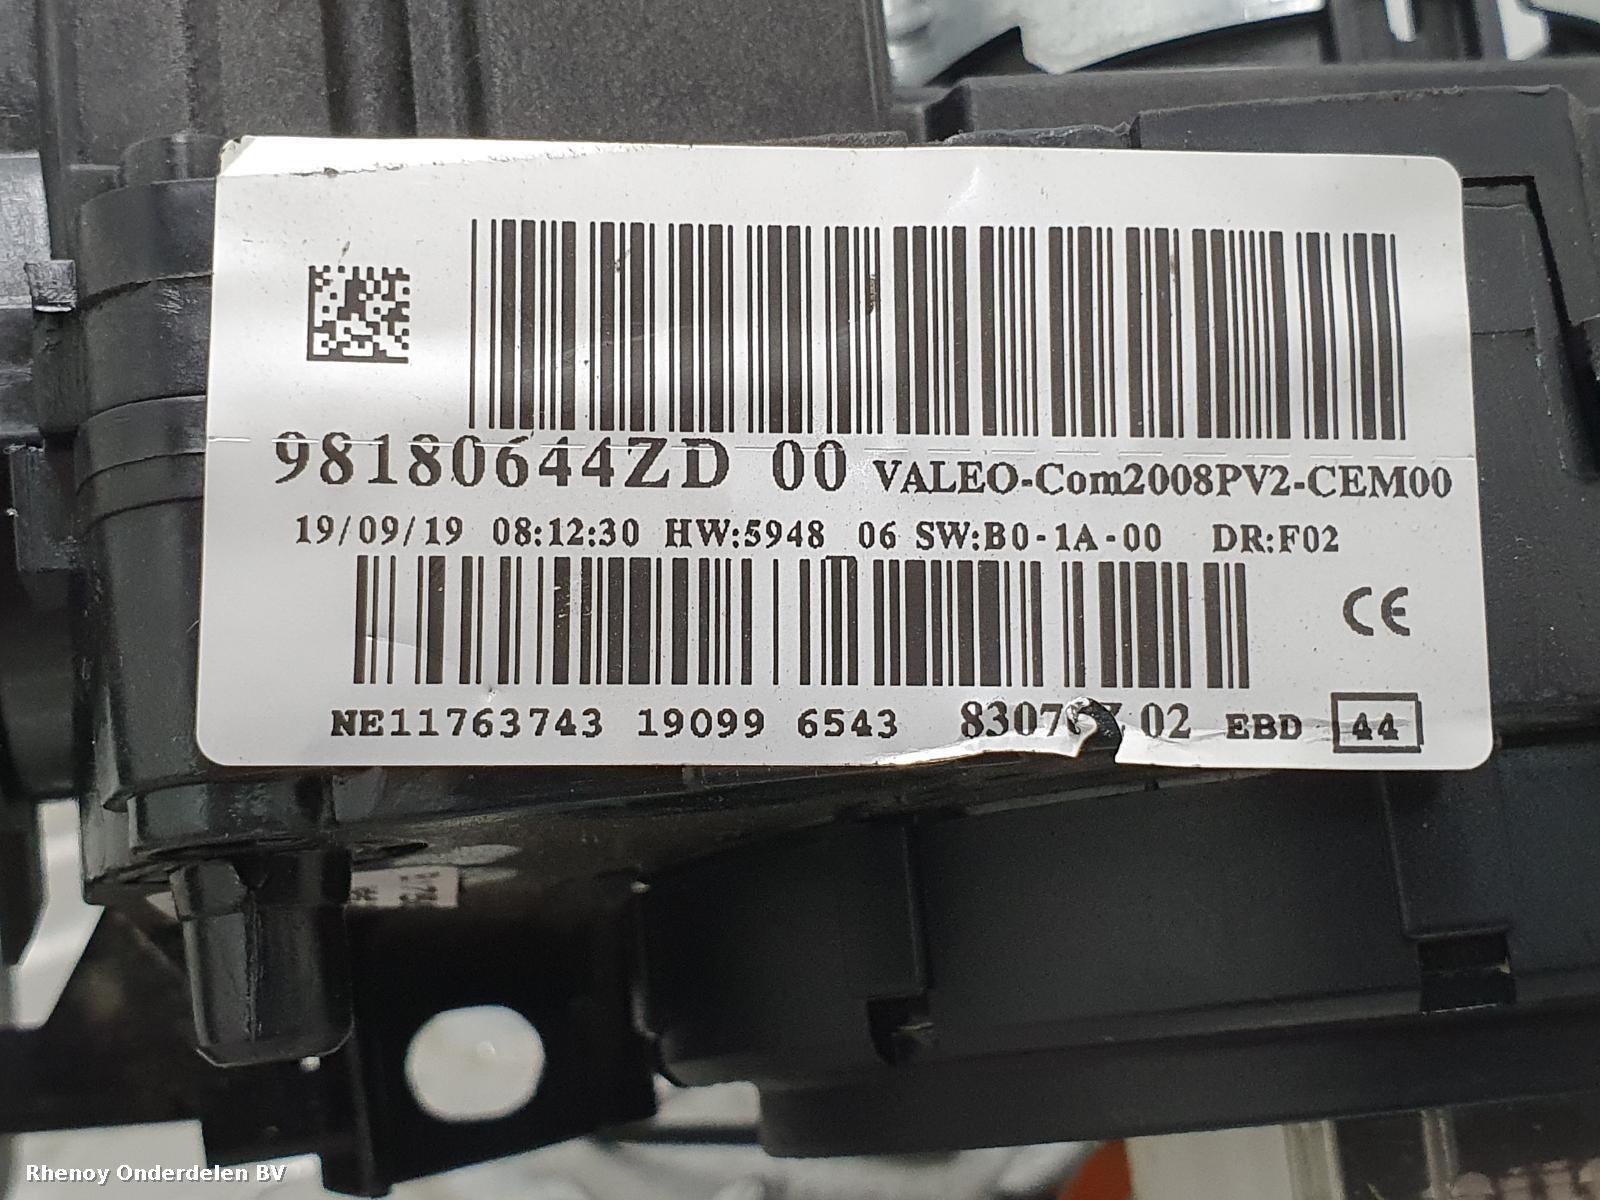 98180644ZD 00 VALEO-Com2008PV2-CEM00
19/09/19 08:12:30 HW:5948 06 SW:B0-1A-00 DR:F02
CE
NE11763743 19099 6543 02 EBD 44
Rhenoy Onderdelen BV